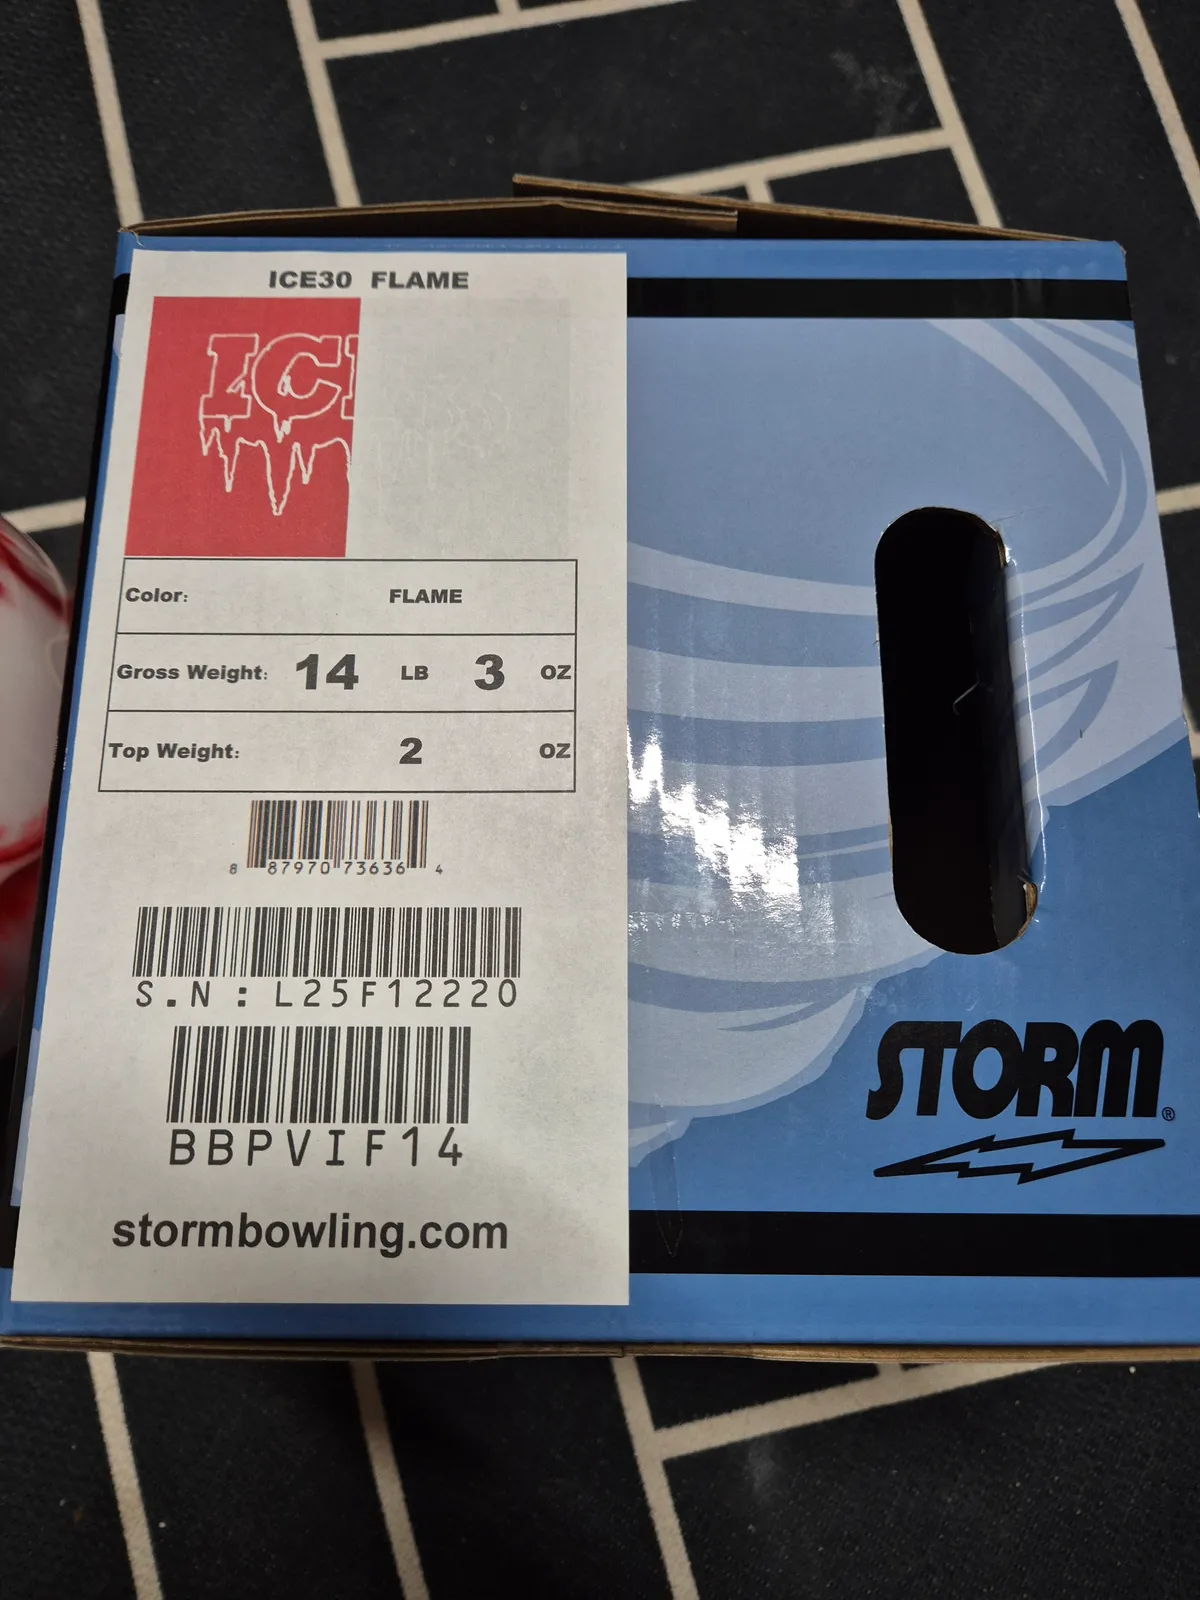 ICE30 FLAME
ICE
30
Color: FLAME
Gross Weight: 14 LB 3 OZ
Top Weight: 2 OZ
8 87970 73636 4
S.N : L25F12220
BBPVIF14
stormbowling.com
STORM®